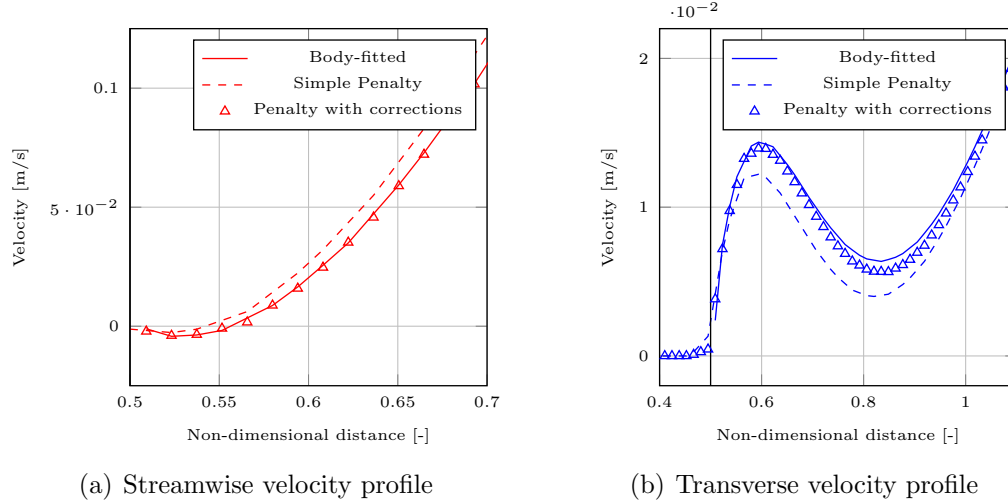 Body-fitted
Simple Penalty
Penalty with corrections
0.1
5 · 10⁻²
0
Velocity [m/s]
0.5
0.55
0.6
0.65
0.7
Non-dimensional distance [-]
(a) Streamwise velocity profile
·10⁻²
Body-fitted
Simple Penalty
Penalty with corrections
2
1
0
Velocity [m/s]
0.4
0.6
0.8
1
Non-dimensional distance [-]
(b) Transverse velocity profile